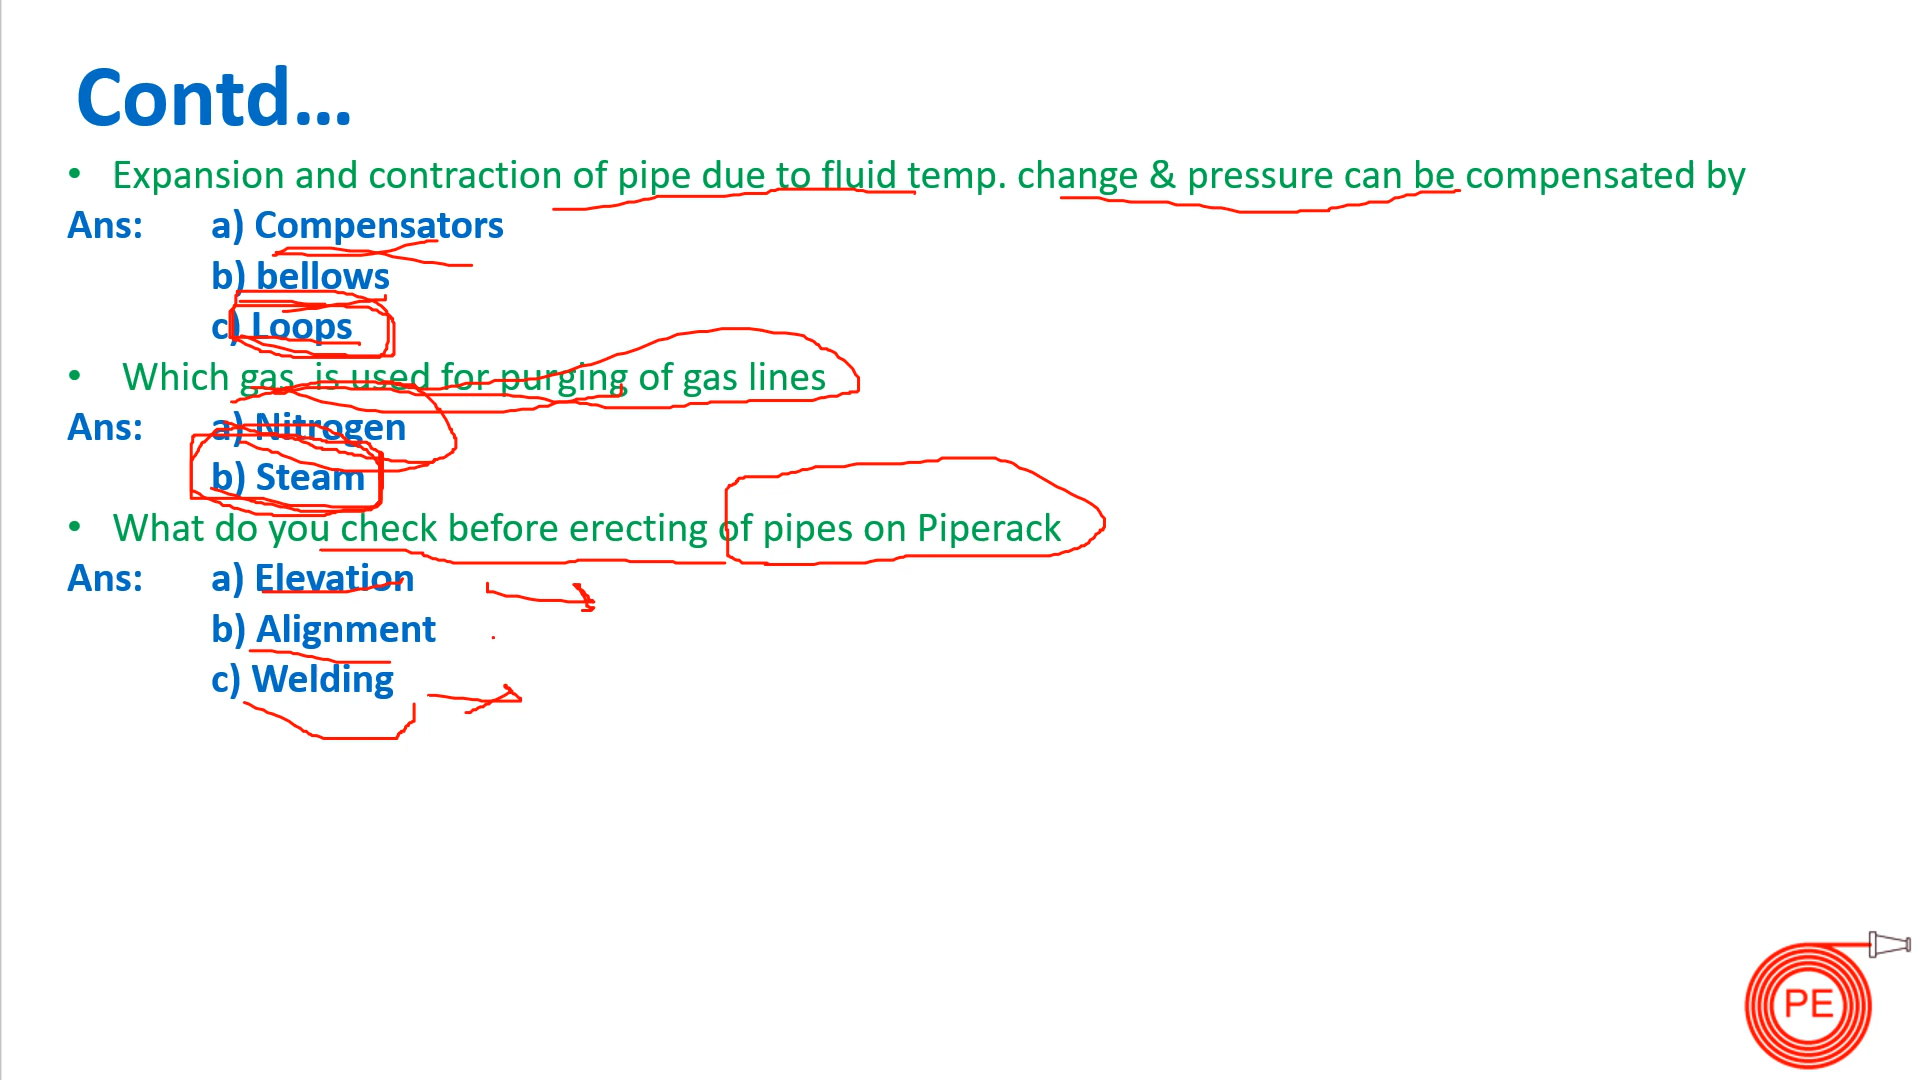 Contd...
• Expansion and contraction of pipe due to fluid temp. change & pressure can be compensated by
Ans: a) Compensators
b) bellows
c) Loops
• Which gas is used for purging of gas lines
Ans: a) Nitrogen
b) Steam
• What do you check before erecting of pipes on Piperack
Ans: a) Elevation
b) Alignment
c) Welding
PE